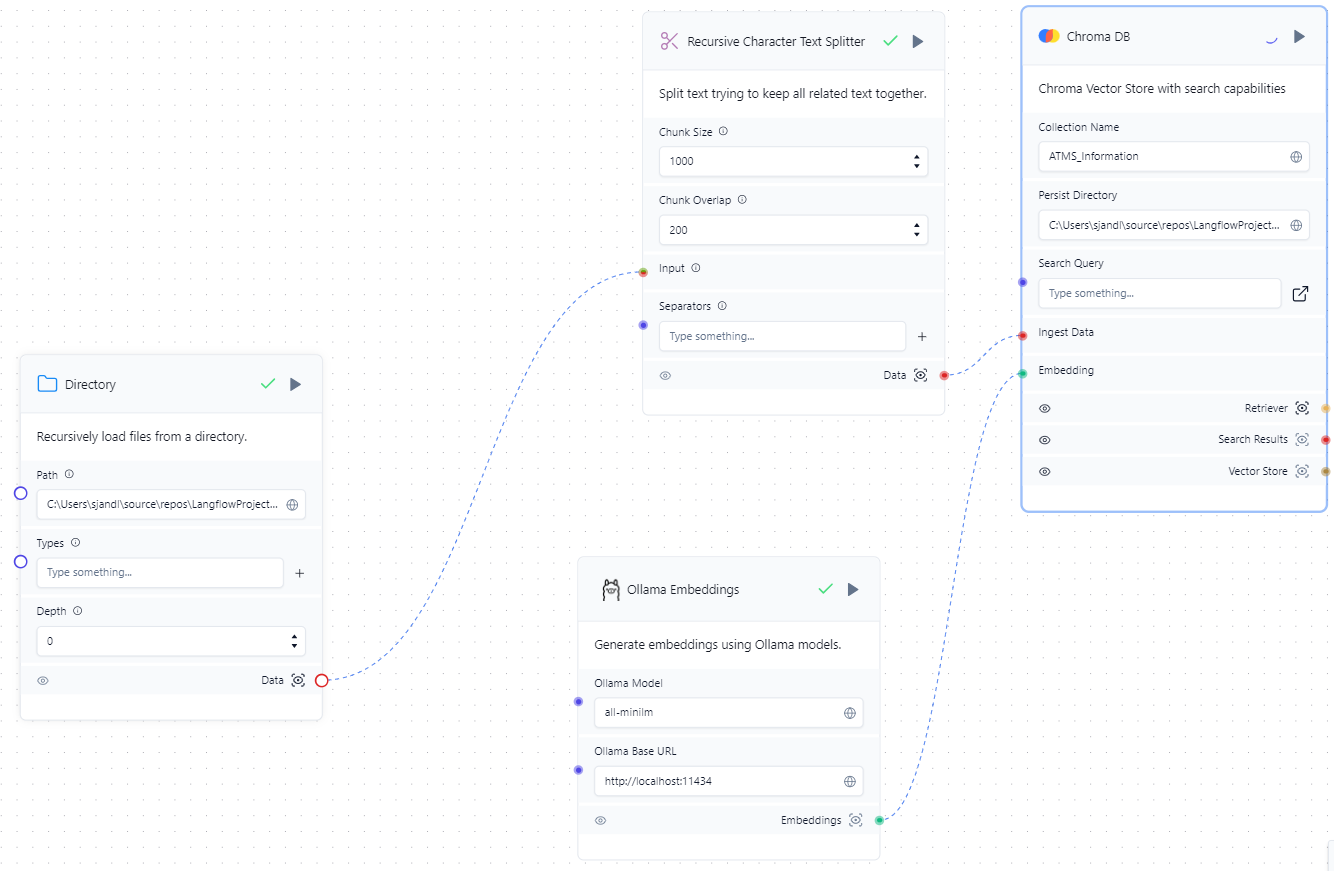 Recursive Character Text Splitter
Split text trying to keep all related text together.
Chunk Size
1000
Chunk Overlap
200
Input
Separators
Type something...
Data
Chroma DB
Chroma Vector Store with search capabilities
Collection Name
ATMS_Information
Persist Directory
C:\Users\sjandl\source\repos\LangflowProject...
Search Query
Type something...
Ingest Data
Embedding
Retriever
Search Results
Vector Store
Directory
Recursively load files from a directory.
Path
C:\Users\sjandl\source\repos\LangflowProject...
Types
Type something...
Depth
0
Data
Ollama Embeddings
Generate embeddings using Ollama models.
Ollama Model
all-minilm
Ollama Base URL
http://localhost:11434
Embeddings